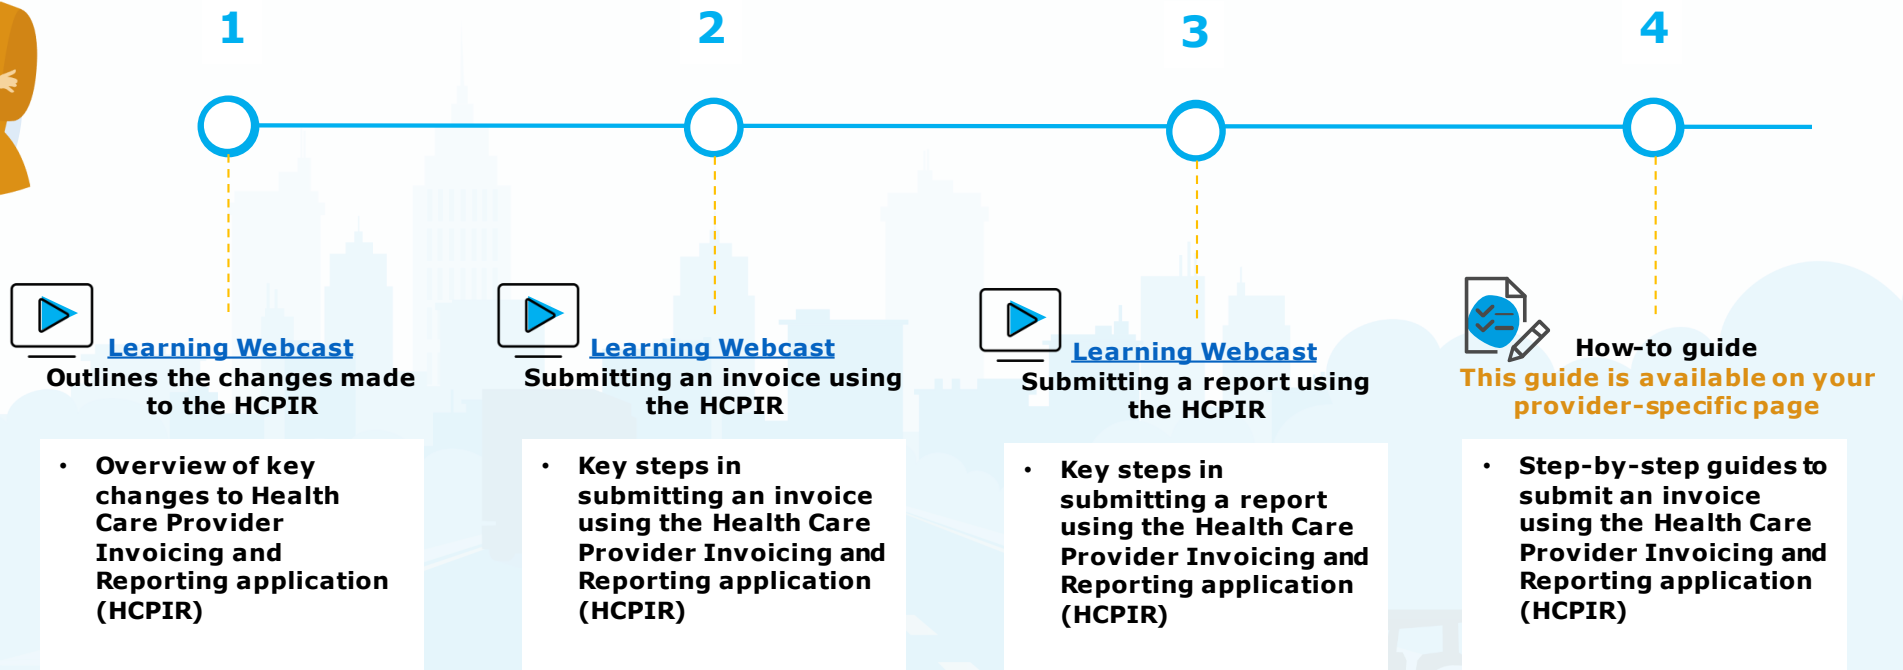 1
2
3
4
Learning Webcast
Outlines the changes made
to the HCPIR
• Overview of key
changes to Health
Care Provider
Invoicing and
Reporting application
(HCPIR)
Learning Webcast
Submitting an invoice using
the HCPIR
• Key steps in
submitting an invoice
using the Health Care
Provider Invoicing and
Reporting application
(HCPIR)
Learning Webcast
Submitting a report using
the HCPIR
• Key steps in
submitting a report
using the Health Care
Provider Invoicing and
Reporting application
(HCPIR)
How-to guide
This guide is available on your
provider-specific page
• Step-by-step guides to
submit an invoice
using the Health Care
Provider Invoicing and
Reporting application
(HCPIR)